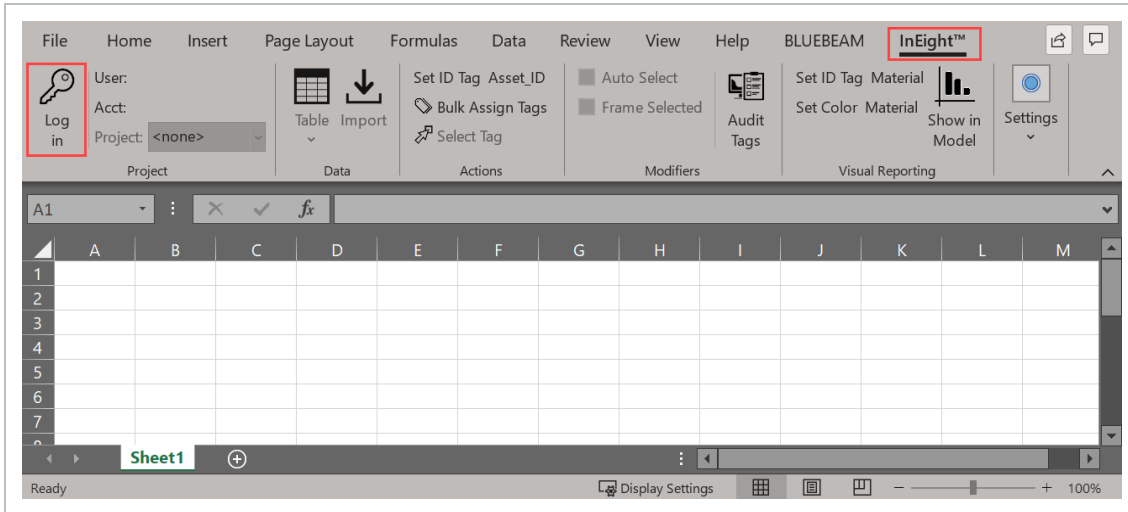 File Home Insert Page Layout Formulas Data Review View Help BLUEBEAM InEight™
Log in
User:
Acct:
Project: <none>
Project
Table
Import
Data
Set ID Tag Asset_ID
Bulk Assign Tags
Select Tag
Actions
Auto Select
Frame Selected
Modifiers
Audit
Tags
Set ID Tag Material
Set Color Material
Show in
Model
Visual Reporting
Settings
A1 fx
A B C D E F G H I J K L M
1
2
3
4
5
6
7
Sheet1
Ready Display Settings 100%